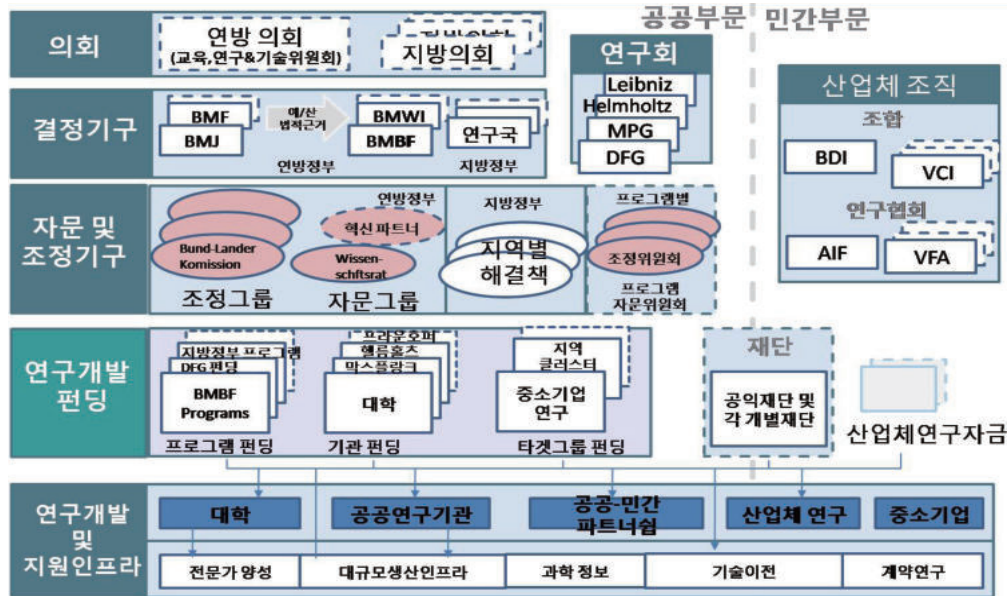 공공부문 민간부문
의회
연방 의회
(교육,연구&기술위원회)
지방의회
지방의회
연구회
Leibniz
Helmholtz
MPG
DFG
산업체 조직
조합
BDI
VCI
연구협회
AIF
VFA
결정기구
BMF
BMJ
예/산
법적근거
BMWI
BMBF
연방정부
연구국
지방정부
자문 및
조정기구
Bund-Lander
Komission
조정그룹
연방정부
혁신 파트너
Wissen-
schftsrat
자문그룹
지방정부
지역별
해결책
프로그램별
조정위원회
프로그램
자문위원회
연구개발
펀딩
지방정부 프로그램
DFG 펀딩
BMBF
Programs
프로그램 펀딩
프라운호퍼
헬름홀츠
막스플랑크
대학
기관 펀딩
지역
클러스터
중소기업
연구
타겟그룹 펀딩
재단
공익재단 및
각 개별재단
산업체연구자금
연구개발
및
지원인프라
대학
공공연구기관
공공-민간
파트너쉽
산업체 연구
중소기업
전문가 양성
대규모생산인프라
과학 정보
기술이전
계약연구